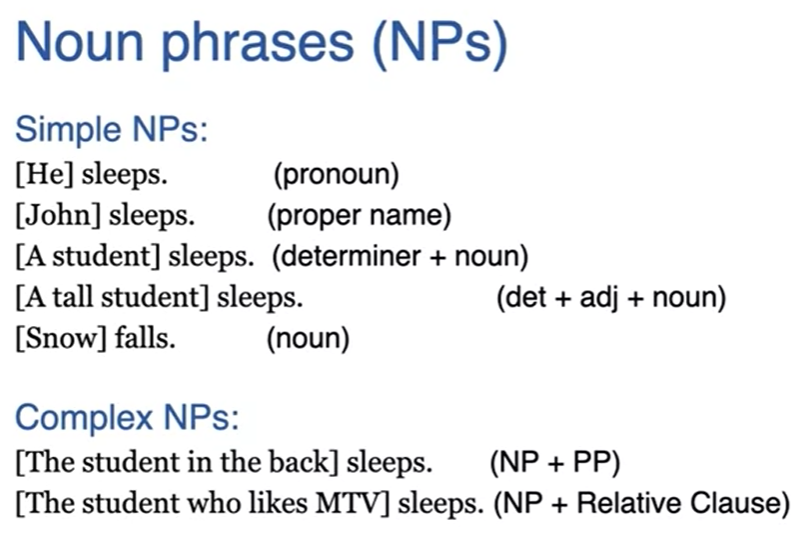 Noun phrases (NPs)
Simple NPs:
[He] sleeps. (pronoun)
[John] sleeps. (proper name)
[A student] sleeps. (determiner + noun)
[A tall student] sleeps. (det + adj + noun)
[Snow] falls. (noun)
Complex NPs:
[The student in the back] sleeps. (NP + PP)
[The student who likes MTV] sleeps. (NP + Relative Clause)